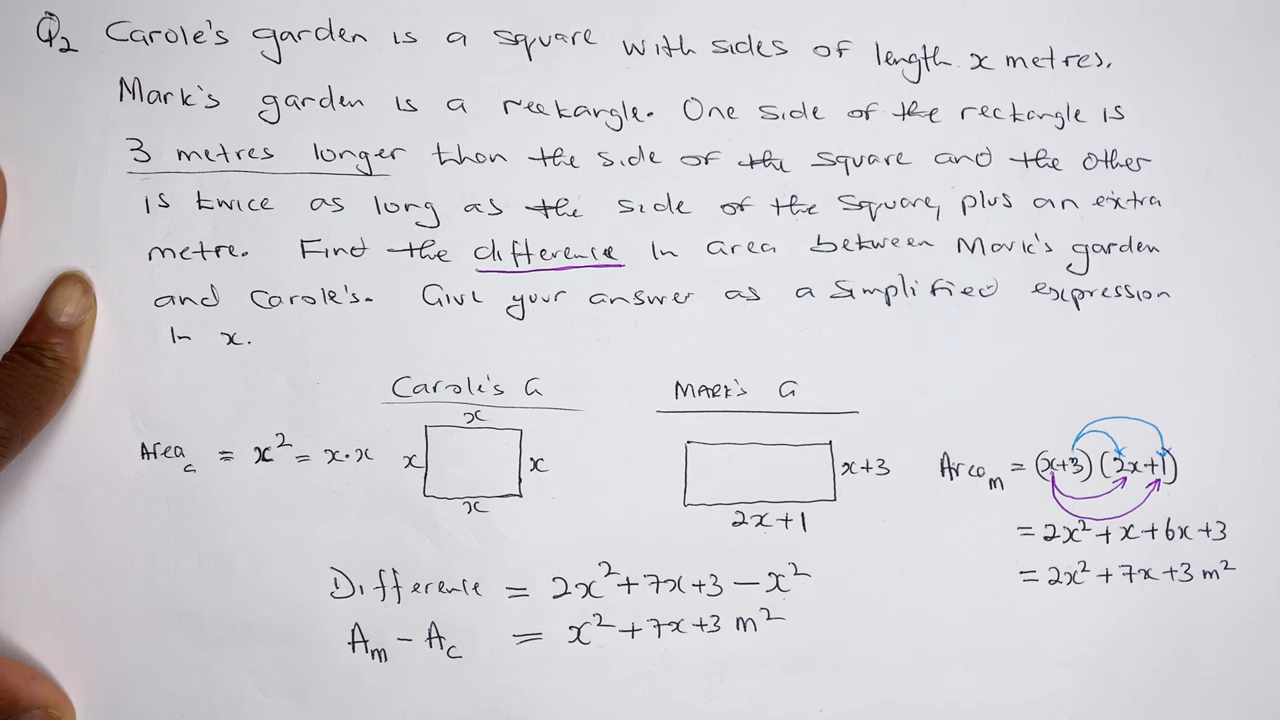 Q2 Carole's garden is a square with sides of length x metres.
Mark's garden is a rectangle. One side of the rectangle is
3 metres longer than the side of the square and the other
is twice as long as the side of the square, plus an extra
metre. Find the difference in area between Mark's garden
and Carole's. Give your answer as a simplified expression
in x.
Carole's G
MARK's G
x
Area_c = x² = x·x
x
x
x
x+3
2x+1
Area_m = (x+3)(2x+1)
= 2x² + x + 6x + 3
= 2x² + 7x + 3 m²
Difference = 2x² + 7x + 3 − x²
A_m − A_c = x² + 7x + 3 m²